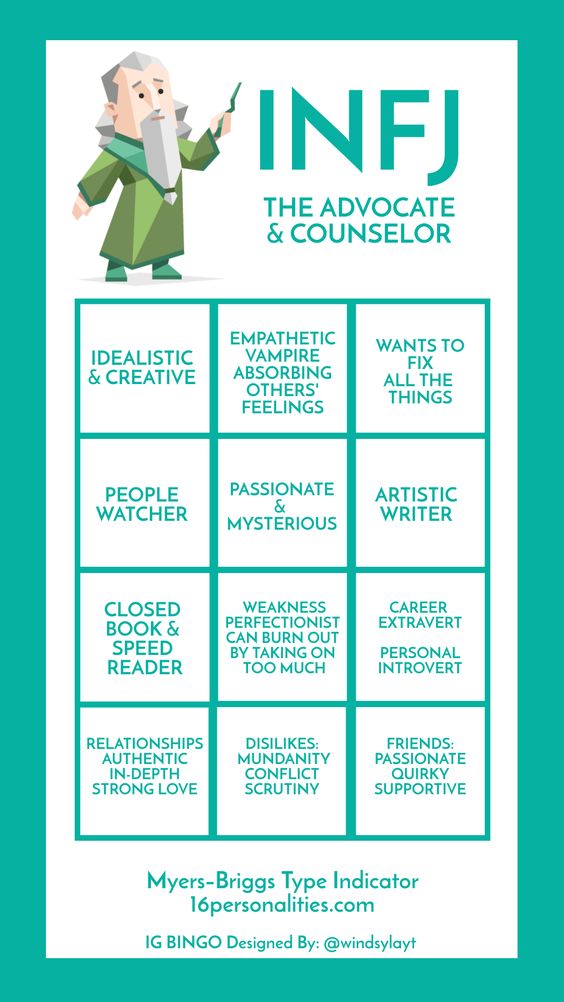 INFJ
THE ADVOCATE
& COUNSELOR
IDEALISTIC
& CREATIVE
EMPATHETIC
VAMPIRE
ABSORBING
OTHERS'
FEELINGS
WANTS TO
FIX
ALL THE
THINGS
PEOPLE
WATCHER
PASSIONATE
&
MYSTERIOUS
ARTISTIC
WRITER
CLOSED
BOOK &
SPEED
READER
WEAKNESS
PERFECTIONIST
CAN BURN OUT
BY TAKING ON
TOO MUCH
CAREER
EXTRAVERT
PERSONAL
INTROVERT
RELATIONSHIPS
AUTHENTIC
IN-DEPTH
STRONG LOVE
DISLIKES:
MUNDANITY
CONFLICT
SCRUTINY
FRIENDS:
PASSIONATE
QUIRKY
SUPPORTIVE
Myers-Briggs Type Indicator
16personalities.com
IG BINGO Designed By: @windsylayt